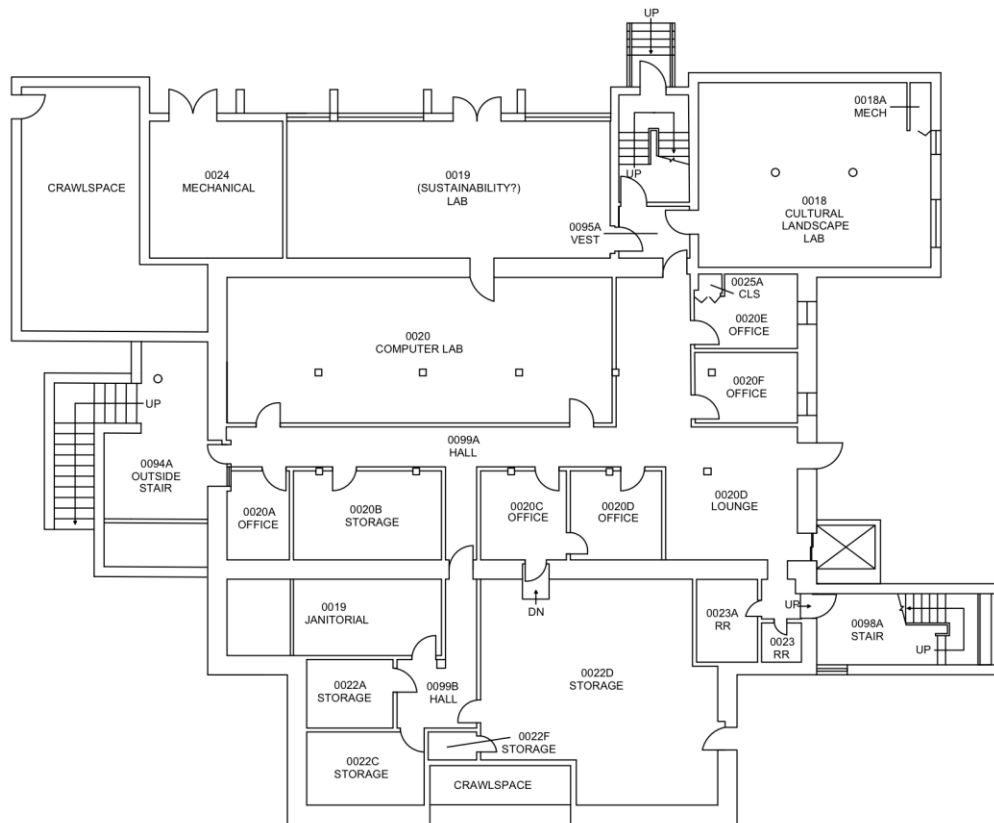 UP
0018A
MECH
CRAWLSPACE
0024
MECHANICAL
0019
(SUSTAINABILITY?)
LAB
UP
0018
CULTURAL
LANDSCAPE
LAB
0095A
VEST
0025A
CLS
0020E
OFFICE
0020
COMPUTER LAB
0020F
OFFICE
UP
0099A
HALL
0094A
OUTSIDE
STAIR
0020A
OFFICE
0020B
STORAGE
0020C
OFFICE
0020D
OFFICE
0020D
LOUNGE
DN
0019
JANITORIAL
0023A
RR
UP
0023
RR
0098A
STAIR
UP
0022A
STORAGE
0099B
HALL
0022D
STORAGE
0022F
STORAGE
0022C
STORAGE
CRAWLSPACE